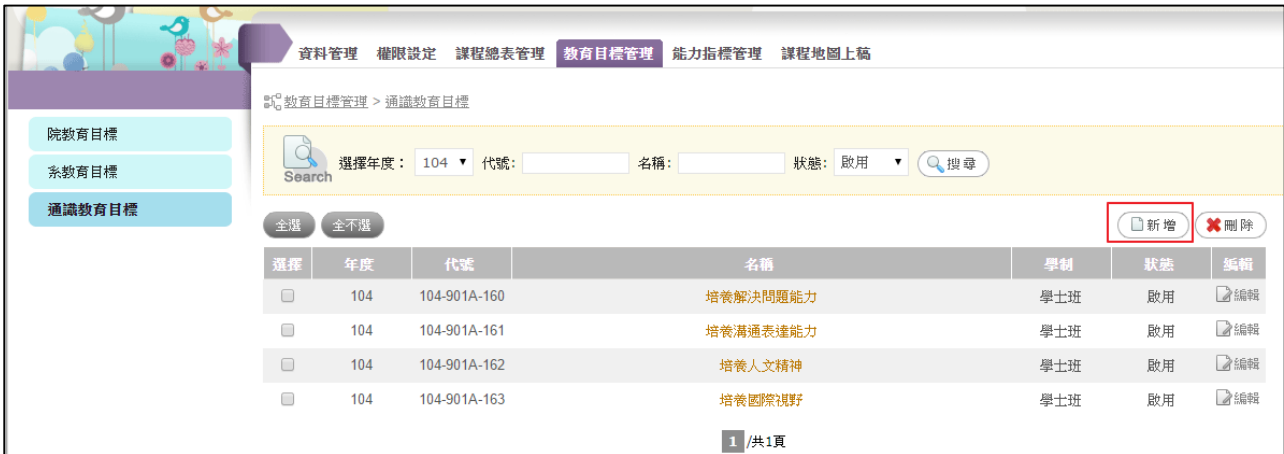 資料管理 權限設定 課程總表管理 教育目標管理 能力指標管理 課程地圖上稿
教育目標管理 > 通識教育目標
院教育目標
系教育目標
通識教育目標
Search 選擇年度： 104 代號: 名稱: 狀態: 啟用 搜尋
全選 全不選 新增 刪除
選擇 年度 代號 名稱 學制 狀態 編輯
104 104-901A-160 培養解決問題能力 學士班 啟用 編輯
104 104-901A-161 培養溝通表達能力 學士班 啟用 編輯
104 104-901A-162 培養人文精神 學士班 啟用 編輯
104 104-901A-163 培養國際視野 學士班 啟用 編輯
1 /共1頁